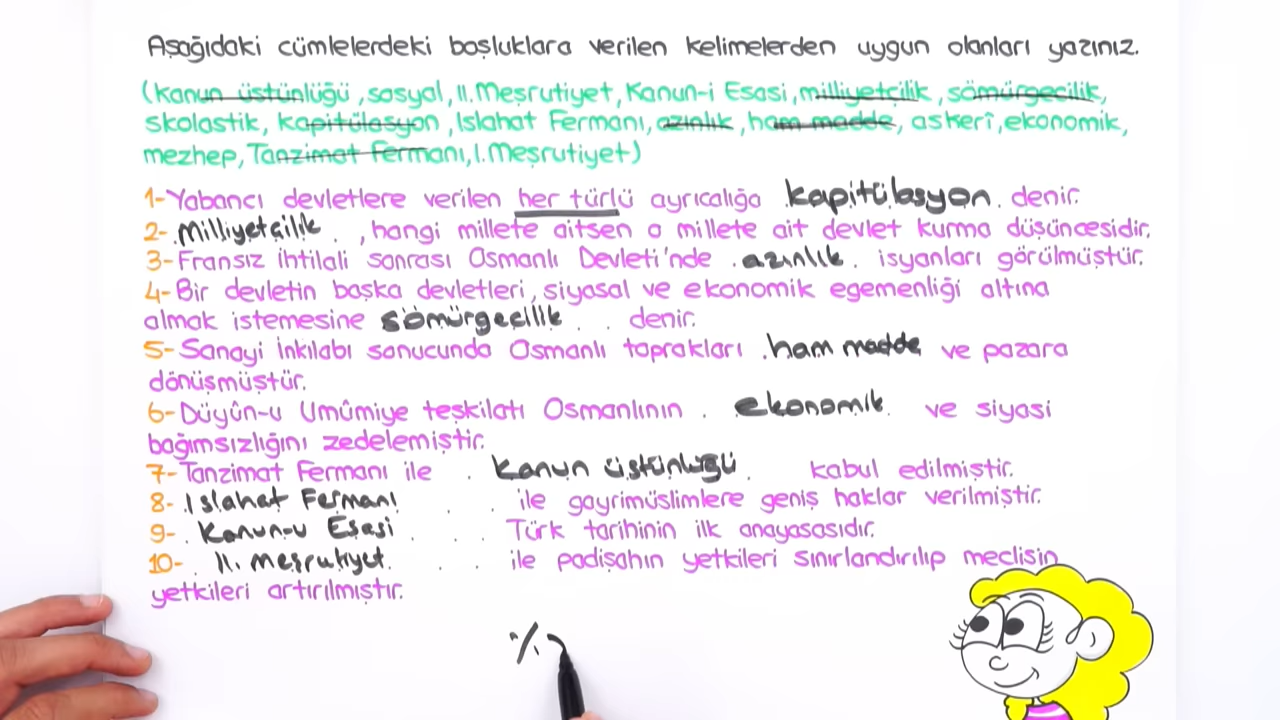 Aşağıdaki cümlelerdeki boşluklara verilen kelimelerden uygun olanları yazınız.
(kanun üstünlüğü, sosyal, II. Meşrutiyet, Kanun-i Esasi, milliyetçilik, sömürgecilik,
skolastik, kapitülasyon, Islahat Fermanı, azınlık, ham madde, askerî, ekonomik,
mezhep, Tanzimat Fermanı, I. Meşrutiyet)
1- Yabancı devletlere verilen her türlü ayrıcalığa kapitülasyon. denir.
2- .Milliyetçilik. , hangi millete aitsen o millete ait devlet kurma düşüncesidir.
3- Fransız ihtilali sonrası Osmanlı Devleti'nde .azınlık. isyanları görülmüştür.
4- Bir devletin başka devletleri, siyasal ve ekonomik egemenliği altına
almak istemesine sömürgecilik . . denir.
5- Sanayi İnkılabı sonucunda Osmanlı toprakları .ham madde ve pazara
dönüşmüştür.
6- Düyûn-u Umûmiye teşkilatı Osmanlının . ekonomik. ve siyasi
bağımsızlığını zedelemiştir.
7- Tanzimat Fermanı ile . Kanun üstünlüğü . kabul edilmiştir.
8- .Islahat Fermanı . . ile gayrimüslimlere geniş haklar verilmiştir.
9- . Kanun-u Esasi . . . Türk tarihinin ilk anayasasıdır.
10- . II. meşrutiyet. . . ile padişahın yetkileri sınırlandırılıp meclisin
yetkileri artırılmıştır.